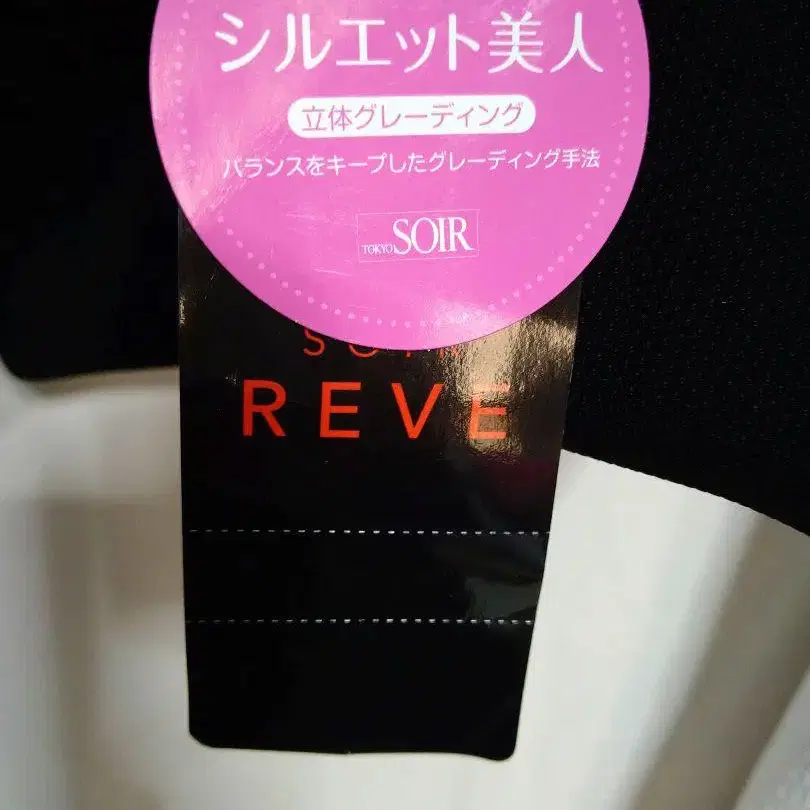 シルエット美人
立体グレーディング
バランスをキープしたグレーディング手法
TOKYO SOIR
SOIR
REVE